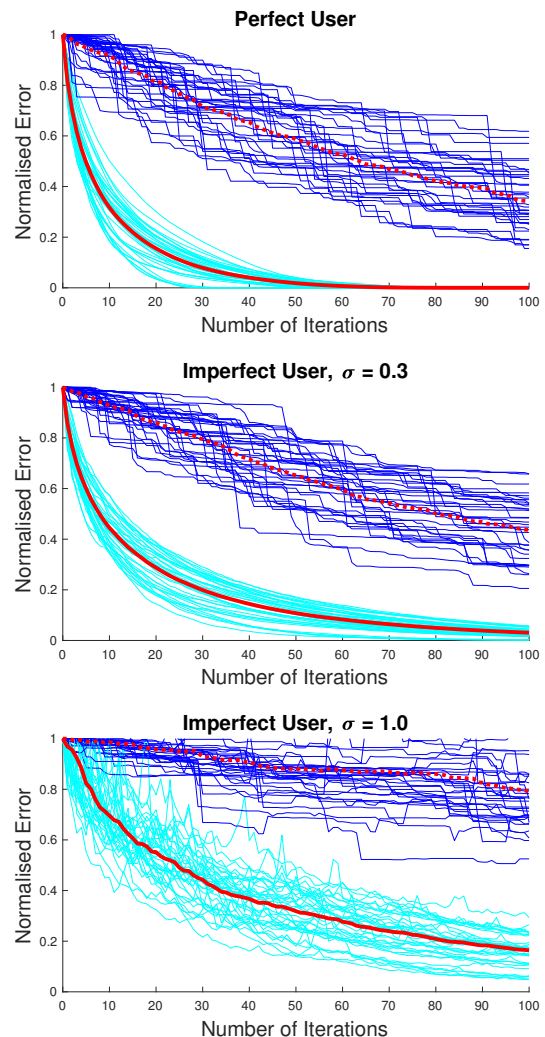 Perfect User
Normalised Error
1
0.8
0.6
0.4
0.2
0
0 10 20 30 40 50 60 70 80 90 100
Number of Iterations
Imperfect User, σ = 0.3
Normalised Error
1
0.8
0.6
0.4
0.2
0
0 10 20 30 40 50 60 70 80 90 100
Number of Iterations
Imperfect User, σ = 1.0
Normalised Error
1
0.8
0.6
0.4
0.2
0
0 10 20 30 40 50 60 70 80 90 100
Number of Iterations